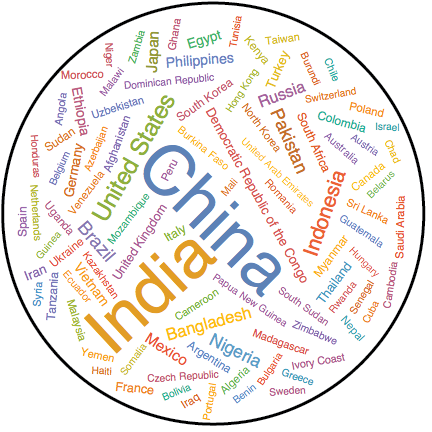 China
India
United States
Indonesia
Pakistan
Brazil
Nigeria
Bangladesh
Russia
Mexico
Japan
Ethiopia
Philippines
Egypt
Vietnam
Democratic Republic of the Congo
Turkey
Iran
Germany
Thailand
United Kingdom
France
Italy
Tanzania
South Africa
Myanmar
Kenya
South Korea
Colombia
Spain
Uganda
Argentina
Algeria
Sudan
Ukraine
Iraq
Afghanistan
Poland
Canada
Morocco
Saudi Arabia
Uzbekistan
Peru
Angola
Malaysia
Mozambique
Ghana
Yemen
Nepal
Venezuela
Madagascar
Cameroon
Ivory Coast
North Korea
Australia
Niger
Taiwan
Sri Lanka
Burkina Faso
Mali
Romania
Malawi
Chile
Kazakhstan
Zambia
Guatemala
Ecuador
Syria
Netherlands
Senegal
Cambodia
Chad
Somalia
Zimbabwe
Guinea
South Sudan
Rwanda
Benin
Burundi
Tunisia
Bolivia
Belgium
Haiti
Cuba
Dominican Republic
Czech Republic
Greece
Portugal
Azerbaijan
Sweden
Honduras
United Arab Emirates
Hungary
Belarus
Israel
Austria
Papua New Guinea
Switzerland
Bulgaria
Hong Kong